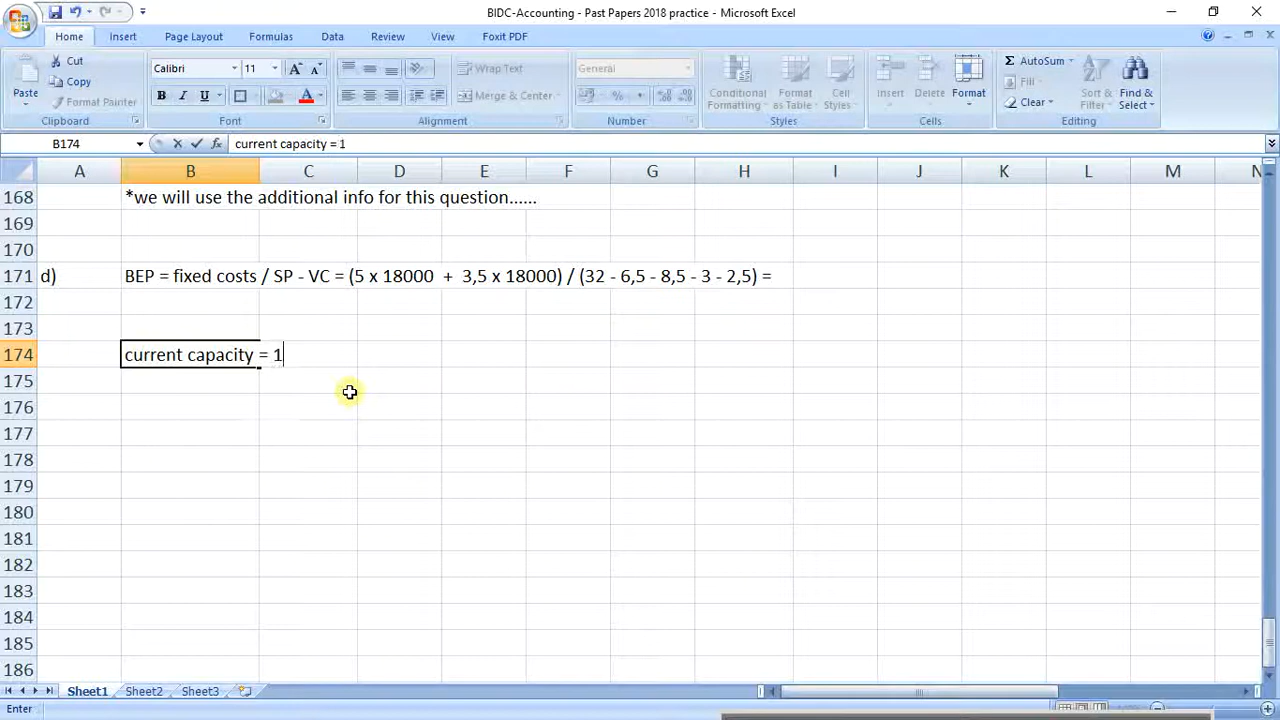 BIDC-Accounting - Past Papers 2018 practice - Microsoft Excel
Home Insert Page Layout Formulas Data Review View Foxit PDF
Cut
Copy
Format Painter
Paste
Clipboard
Calibri 11
B I U
Font
Wrap Text
Merge & Center
Alignment
General
Number
Conditional Formatting
Format as Table
Cell Styles
Styles
Insert Delete Format
Cells
Σ AutoSum
Fill
Clear
Sort & Filter
Find & Select
Editing
B174 fx current capacity = 1
A B C D E F G H I J K L M N
168 *we will use the additional info for this question......
169
170
171 d) BEP = fixed costs / SP - VC = (5 x 18000 + 3,5 x 18000) / (32 - 6,5 - 8,5 - 3 - 2,5) =
172
173
174 current capacity = 1
175
176
177
178
179
180
181
182
183
184
185
186
Sheet1 Sheet2 Sheet3
Enter